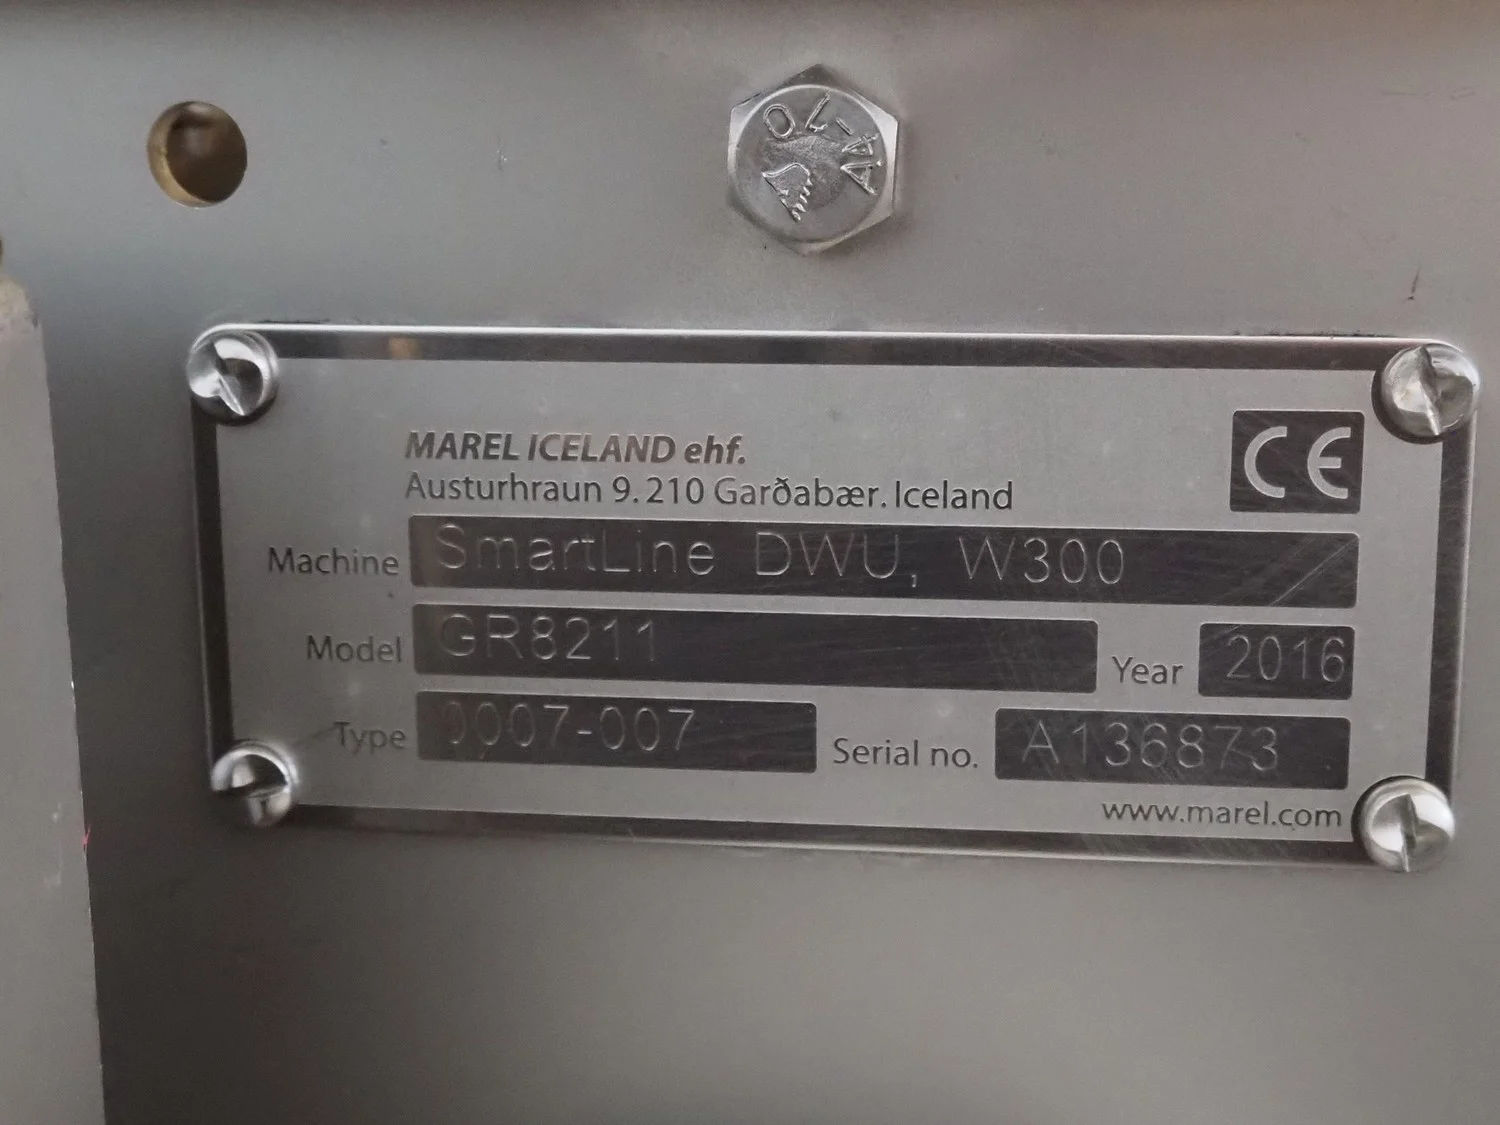 A4-70
MAREL ICELAND ehf.
Austurhraun 9. 210 Garðabær. Iceland
CE
Machine SmartLine DWU, W300
Model GR8211 Year 2016
Type 0007-007 Serial no. A136873
www.marel.com